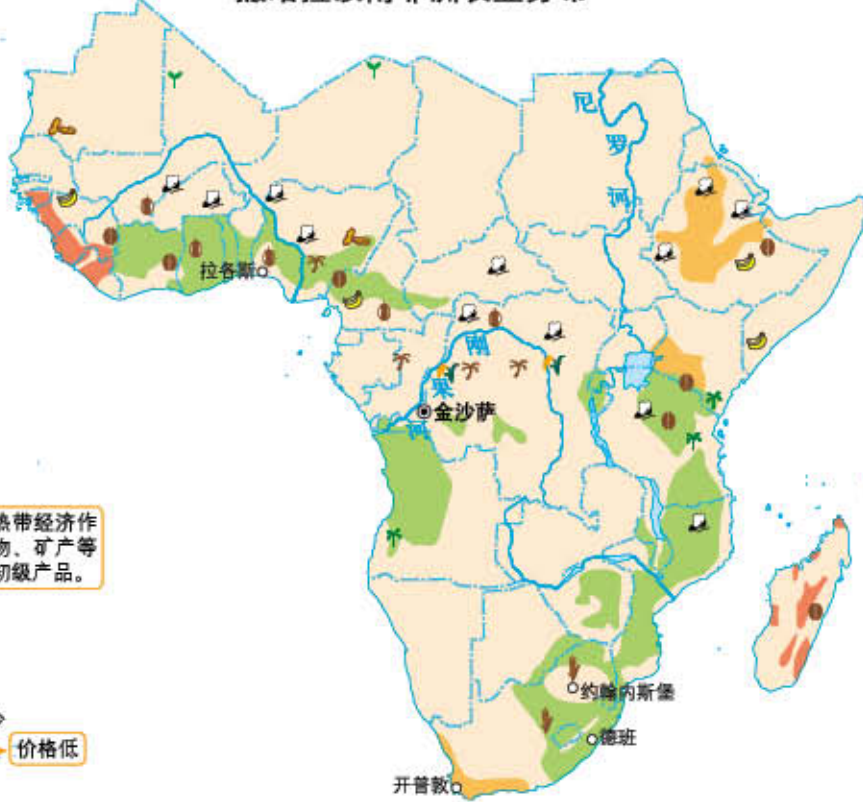 尼罗河
拉各斯
刚果河
金沙萨
热带经济作
物、矿产等
初级产品。
约翰内斯堡
德班
价格低
开普敦